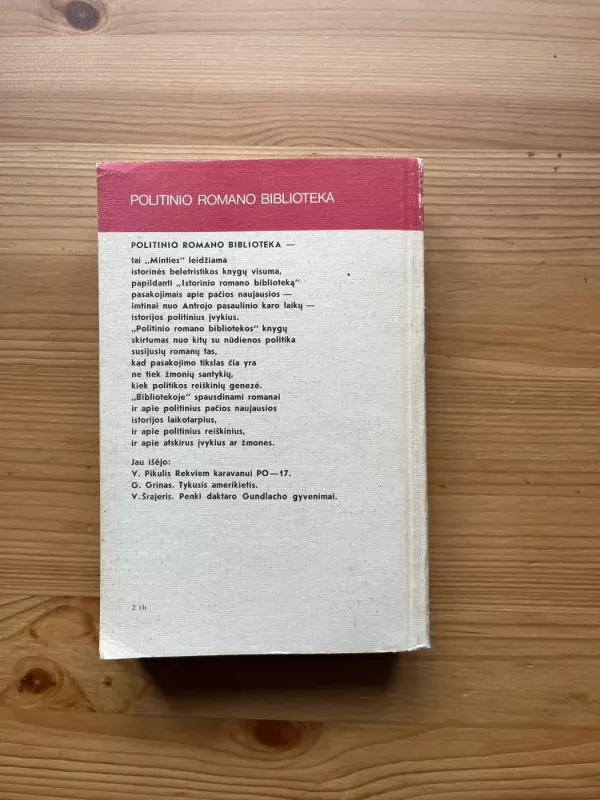 POLITINIO ROMANO BIBLIOTEKA
POLITINIO ROMANO BIBLIOTEKA —
tai „Minties" leidžiama
istorinės beletristikos knygų visuma,
papildanti „Istorinio romano biblioteką"
pasakojimais apie pačios naujausios —
imtinai nuo Antrojo pasaulinio karo laikų —
istorijos politinius įvykius.
„Politinio romano bibliotekos" knygų
skirtumas nuo kitų su nūdienos politika
susijusių romanų tas,
kad pasakojimo tikslas čia yra
ne tiek žmonių santykių,
kiek politikos reiškinių genezė.
„Bibliotekoje" spausdinami romanai
ir apie politinius pačios naujausios
istorijos laikotarpius,
ir apie politinius reiškinius,
ir apie atskirus įvykius ar žmones.
Jau išėjo:
V. Pikulis Rekviem karavanui PO—17.
G. Grinas. Tykusis amerikietis.
V. Šrajeris. Penki daktaro Gundlacho gyvenimai.
2 rb